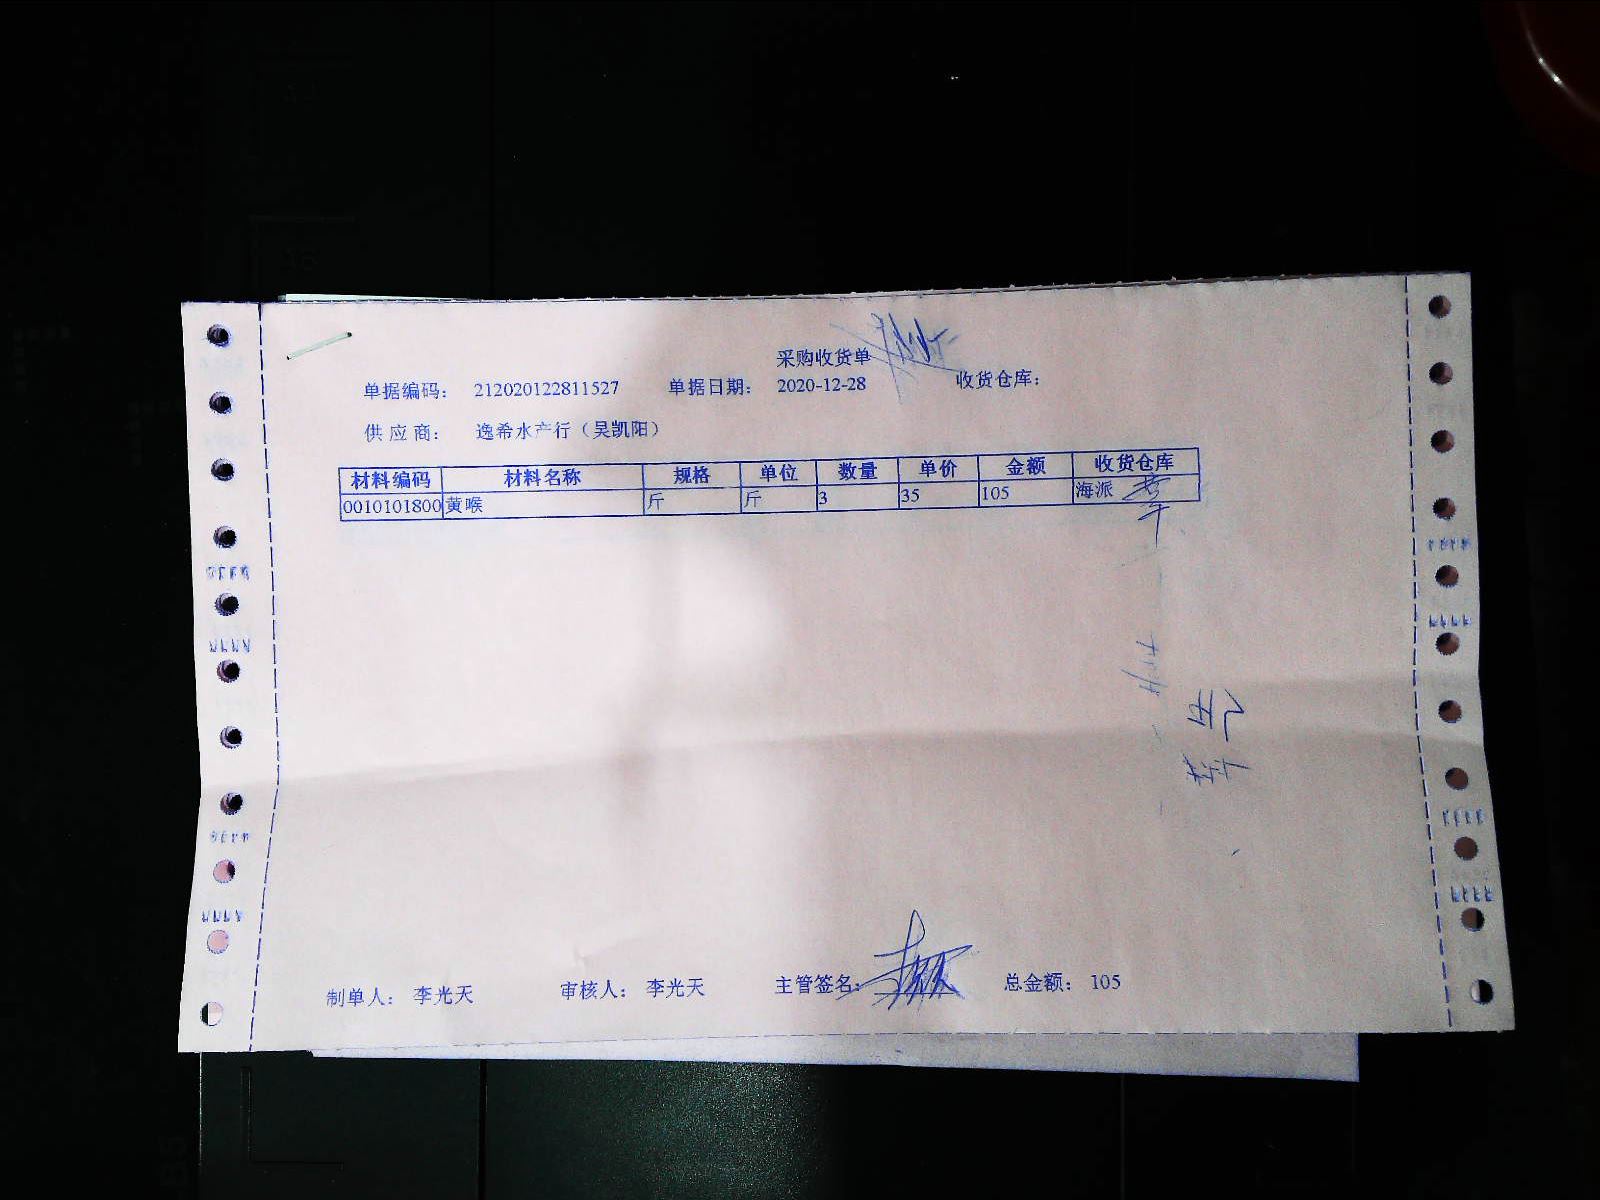 采购收货单
单据编码： 212020122811527 单据日期： 2020-12-28 收货仓库：
供 应 商： 逸希水产行（吴凯阳）
材料编码 材料名称 规格 单位 数量 单价 金额 收货仓库
0010101800 黄喉 斤 斤 3 35 105 海派
制单人： 李光天 审核人： 李光天 主管签名： 总金额： 105